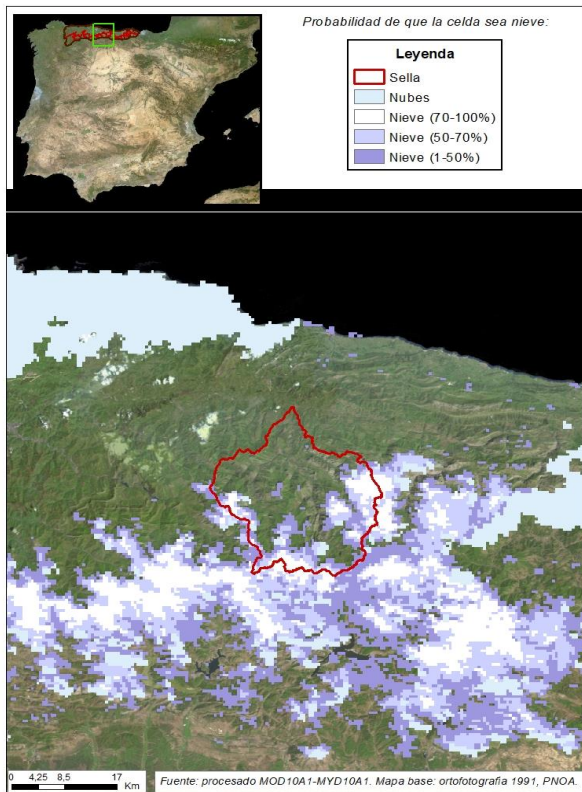 Probabilidad de que la celda sea nieve:
Leyenda
Sella
Nubes
Nieve (70-100%)
Nieve (50-70%)
Nieve (1-50%)
0 4,25 8,5 17
Km
Fuente: procesado MOD10A1-MYD10A1. Mapa base: ortofotografia 1991, PNOA.